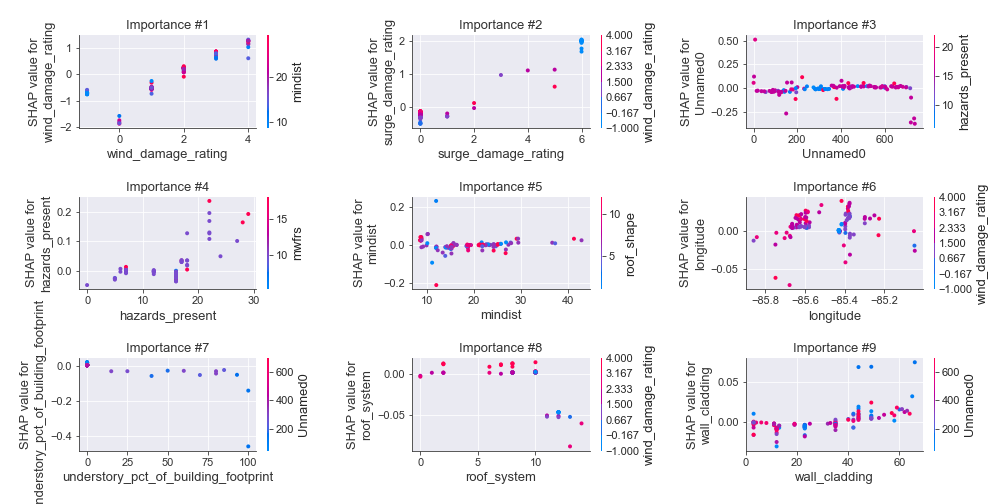 Importance #1
SHAP value for
wind_damage_rating
1
0
−1
−2
0
2
4
wind_damage_rating
20
10
mindist
Importance #2
SHAP value for
surge_damage_rating
2
1
0
0
2
4
6
surge_damage_rating
4.000
3.167
2.333
1.500
0.667
−0.167
−1.000
wind_damage_rating
Importance #3
SHAP value for
Unnamed0
0.50
0.25
0.00
−0.25
0
200
400
600
Unnamed0
20
15
10
hazards_present
Importance #4
SHAP value for
hazards_present
0.2
0.1
0.0
0
10
20
30
hazards_present
15
10
mwfrs
Importance #5
SHAP value for
mindist
0.2
0.0
−0.2
10
20
30
40
mindist
10
5
roof_shape
Importance #6
SHAP value for
longitude
0.00
−0.05
−85.8
−85.6
−85.4
−85.2
longitude
4.000
3.167
2.333
1.500
0.667
−0.167
−1.000
wind_damage_rating
Importance #7
SHAP value for
understory_pct_of_building_footprint
0.0
−0.2
−0.4
0
25
50
75
100
understory_pct_of_building_footprint
600
400
200
Unnamed0
Importance #8
SHAP value for
roof_system
0.00
−0.05
0
5
10
roof_system
4.000
3.167
2.333
1.500
0.667
−0.167
−1.000
wind_damage_rating
Importance #9
SHAP value for
wall_cladding
0.05
0.00
0
20
40
60
wall_cladding
600
400
200
Unnamed0